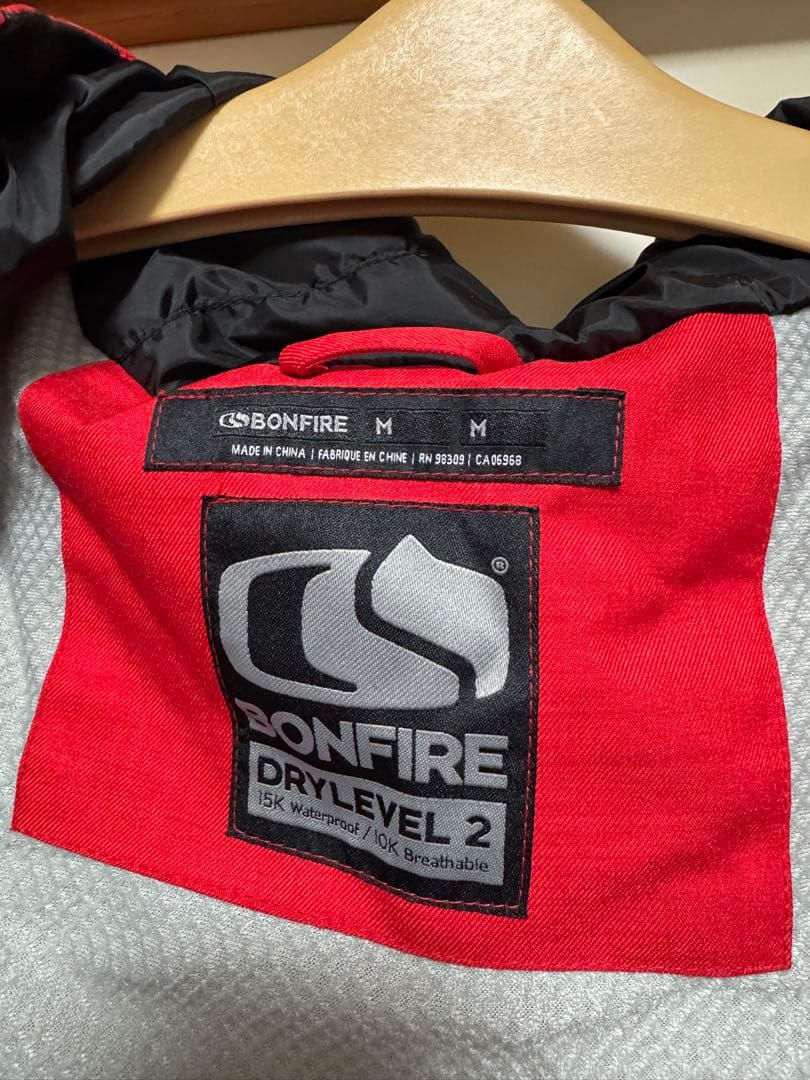 BONFIRE M M
MADE IN CHINA | FABRIQUE EN CHINE | RN 98309 | CA06968
®
BONFIRE
DRYLEVEL 2
15K Waterproof / 10K Breathable